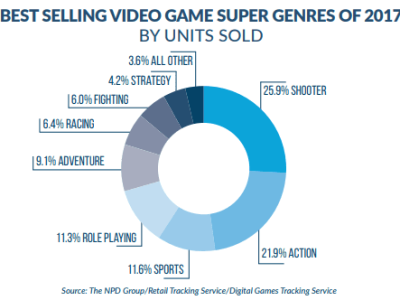 BEST SELLING VIDEO GAME SUPER GENRES OF 2017
BY UNITS SOLD
3.6% ALL OTHER
4.2% STRATEGY
25.9% SHOOTER
6.0% FIGHTING
6.4% RACING
9.1% ADVENTURE
11.3% ROLE PLAYING
21.9% ACTION
11.6% SPORTS
Source: The NPD Group/Retail Tracking Service/Digital Games Tracking Service